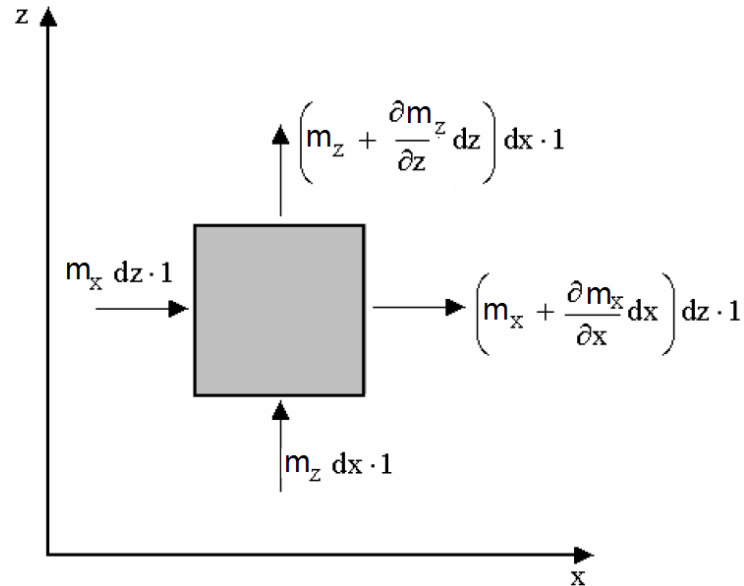 z
(m_z + ∂m_z/∂z dz) dx · 1
m_x dz · 1
(m_x + ∂m_x/∂x dx) dz · 1
m_z dx · 1
x